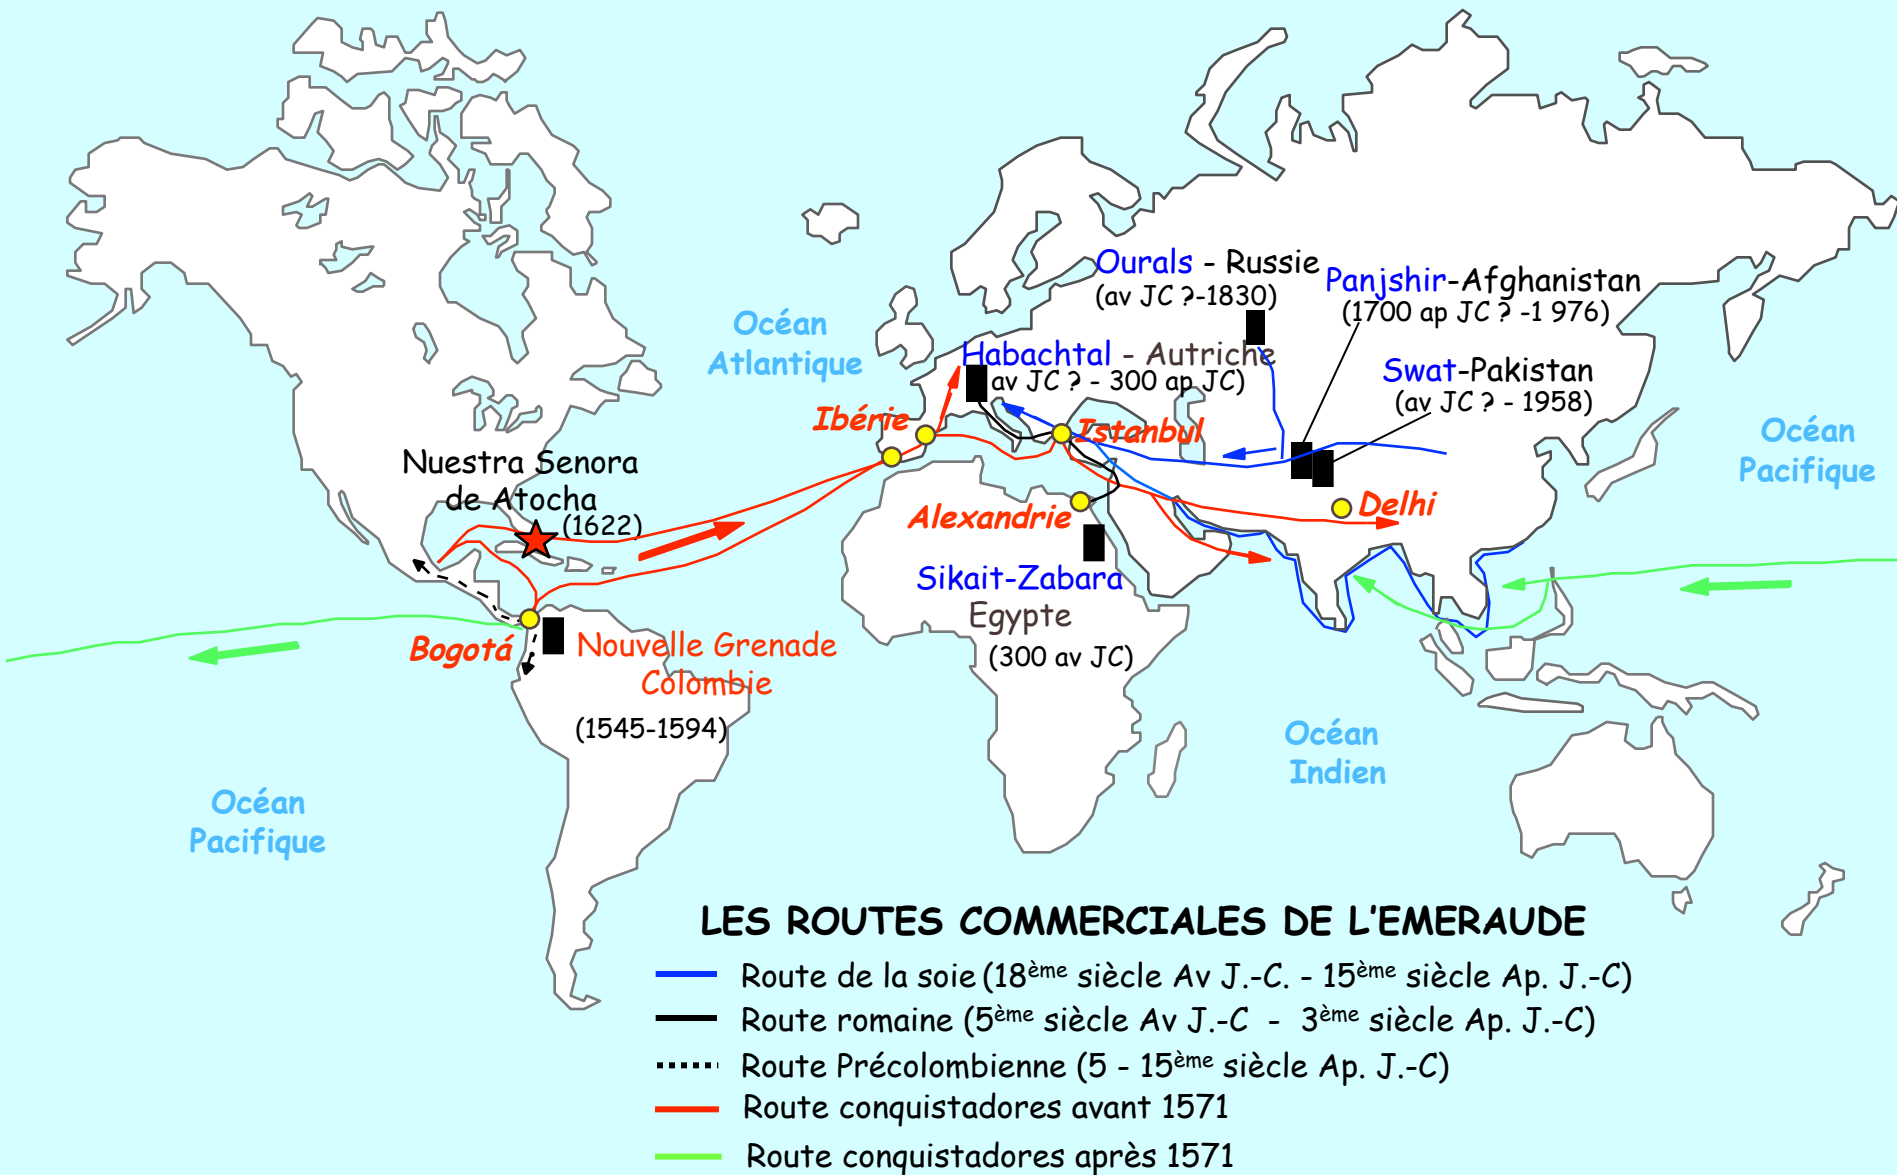 Ourals - Russie
(av JC ?-1830)
Panjshir-Afghanistan
(1700 ap JC ? -1 976)
Océan
Atlantique
Habachtal - Autriche
(av JC ? - 300 ap JC)
Swat-Pakistan
(av JC ? - 1958)
Ibérie
Istanbul
Océan
Pacifique
Nuestra Senora
de Atocha
(1622)
Alexandrie
Delhi
Sikait-Zabara
Egypte
(300 av JC)
Bogotá
Nouvelle Grenade
Colombie
(1545-1594)
Océan
Indien
Océan
Pacifique
LES ROUTES COMMERCIALES DE L'EMERAUDE
Route de la soie (18ème siècle Av J.-C. - 15ème siècle Ap. J.-C)
Route romaine (5ème siècle Av J.-C - 3ème siècle Ap. J.-C)
Route Précolombienne (5 - 15ème siècle Ap. J.-C)
Route conquistadores avant 1571
Route conquistadores après 1571